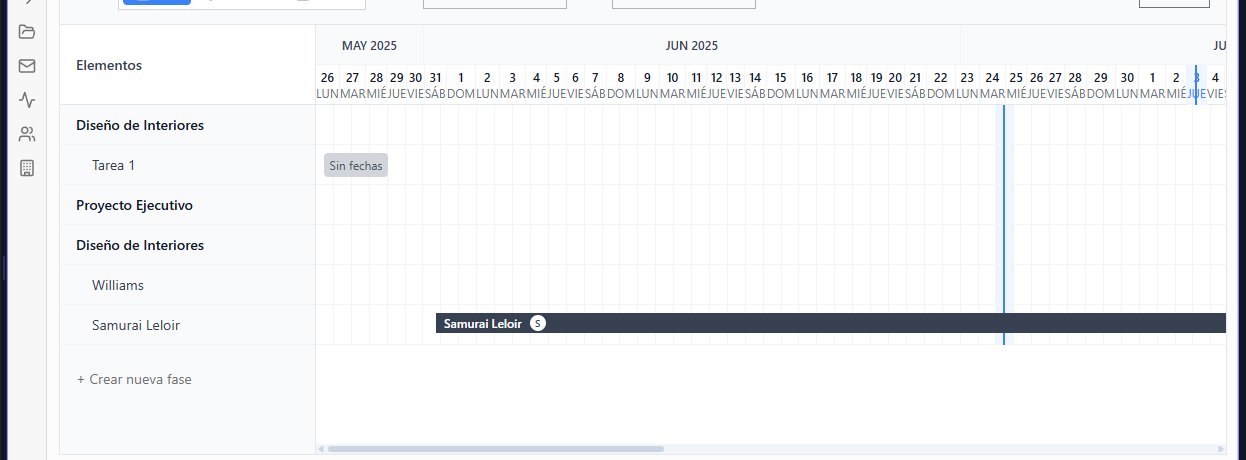 MAY 2025 JUN 2025 JU
Elementos
26 27 28 29 30 31 1 2 3 4 5 6 7 8 9 10 11 12 13 14 15 16 17 18 19 20 21 22 23 24 25 26 27 28 29 30 1 2 3 4
LUN MAR MIÉ JUE VIE SÁB DOM LUN MAR MIÉ JUE VIE SÁB DOM LUN MAR MIÉ JUE VIE SÁB DOM LUN MAR MIÉ JUE VIE SÁB DOM LUN MAR MIÉ JUE VIE SÁB DOM LUN MAR MIÉ JUE VIE S
Diseño de Interiores
Tarea 1 Sin fechas
Proyecto Ejecutivo
Diseño de Interiores
Williams
Samurai Leloir Samurai Leloir S
+ Crear nueva fase